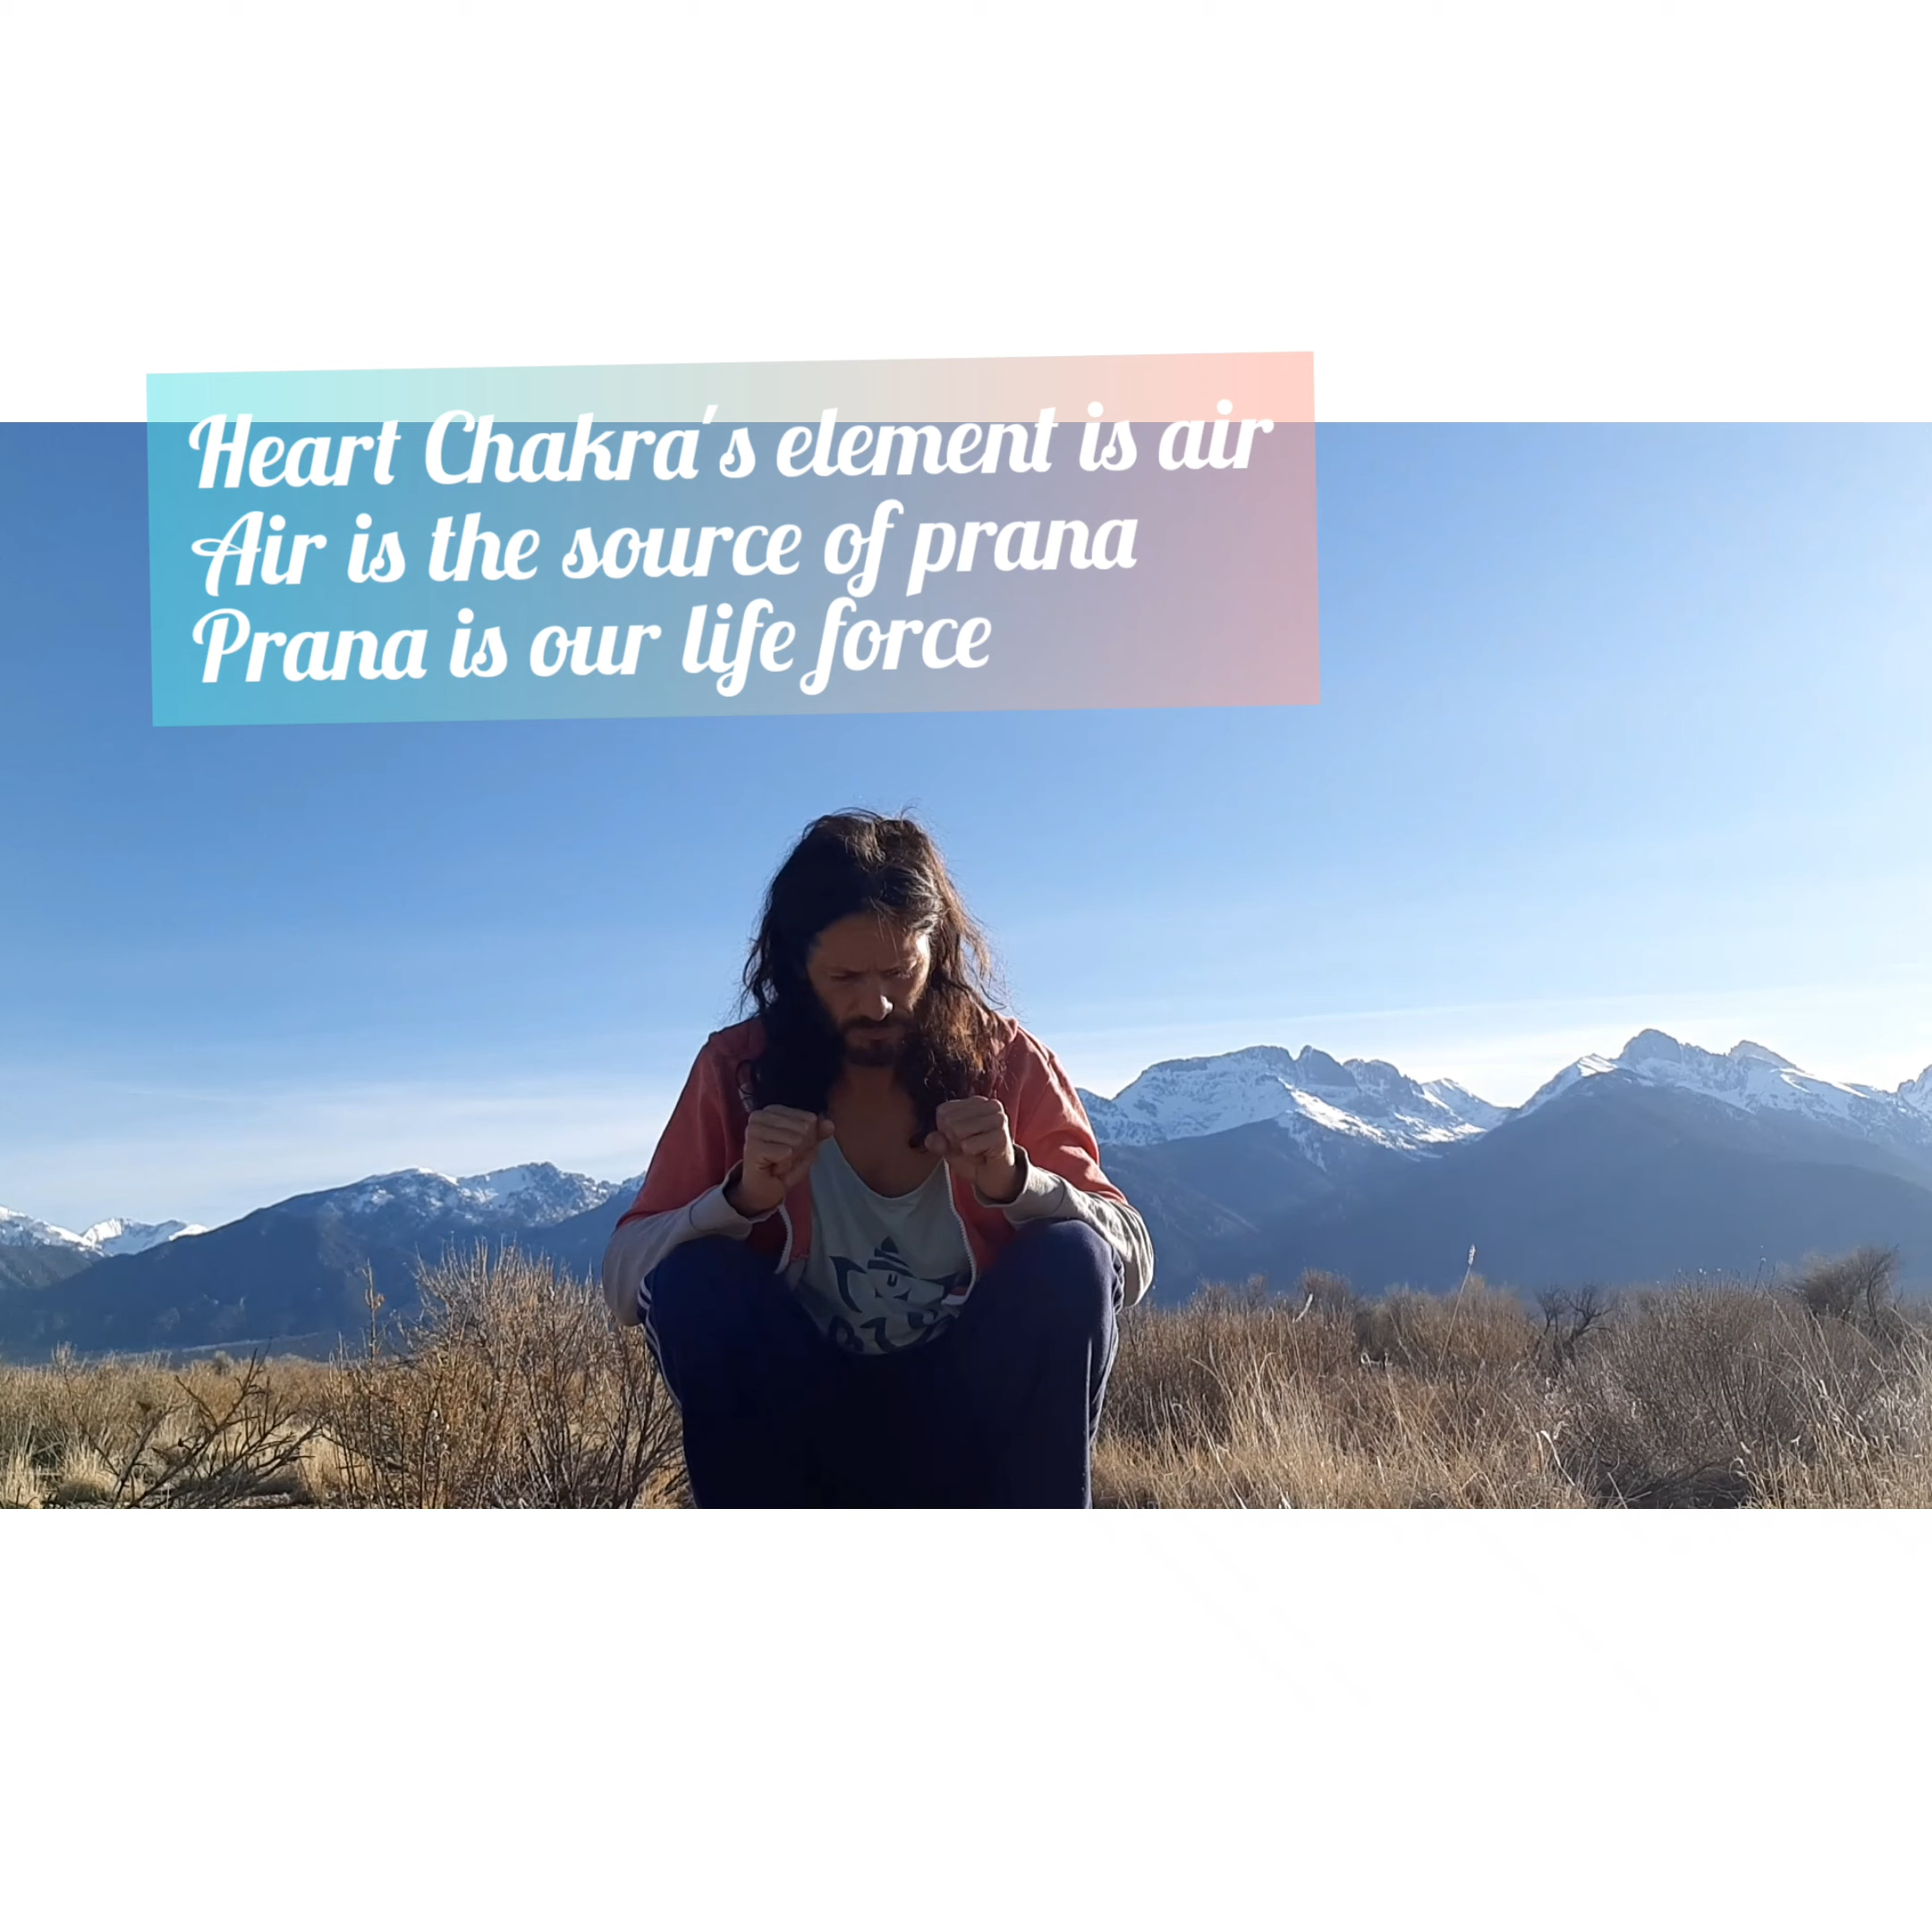 Heart Chakra's element is air
Air is the source of prana
Prana is our life force